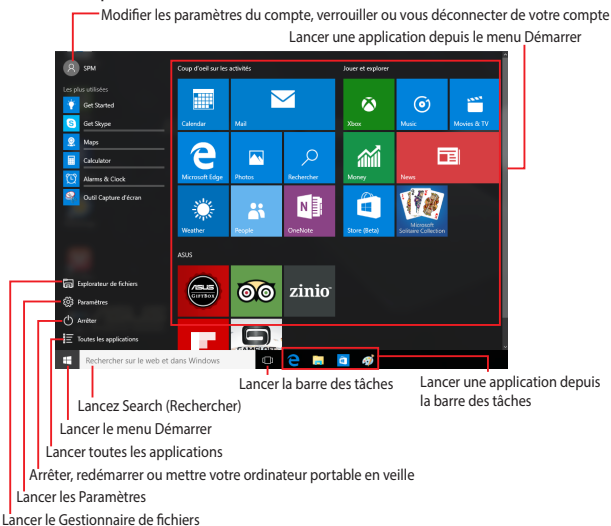 Modifier les paramètres du compte, verrouiller ou vous déconnecter de votre compte
Lancer une application depuis le menu Démarrer
SPM
Coup d'oeil sur les activités
Jouer et explorer
Les plus utilisées
Get Started
Get Skype
Maps
Calculator
Alarms & Clock
Outil Capture d'écran
Calendar
Mail
Xbox
Music
Movies & TV
Microsoft Edge
Photos
Rechercher
Money
News
Weather
People
OneNote
Store (Beta)
Microsoft
Solitaire Collection
ASUS
ASUS
GIFTBOX
zinio
Explorateur de fichiers
Paramètres
Arrêter
Toutes les applications
Rechercher sur le web et dans Windows
Lancer la barre des tâches
Lancer une application depuis
la barre des tâches
Lancez Search (Rechercher)
Lancer le menu Démarrer
Lancer toutes les applications
Arrêter, redémarrer ou mettre votre ordinateur portable en veille
Lancer les Paramètres
Lancer le Gestionnaire de fichiers